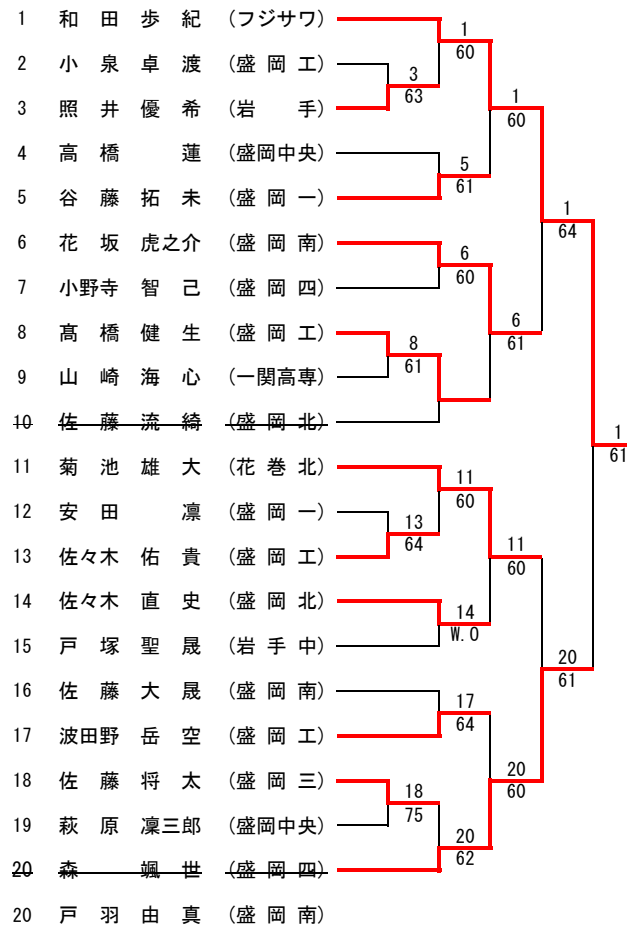 1 和 田 歩 紀 (フジサワ)
1
60
2 小 泉 卓 渡 (盛 岡 工)
3
63
1
60
3 照 井 優 希 (岩 手)
4 高 橋 蓮 (盛岡中央)
5
61
5 谷 藤 拓 未 (盛 岡 一)
1
64
6 花 坂 虎之介 (盛 岡 南)
6
60
7 小野寺 智 己 (盛 岡 四)
6
61
8 髙 橋 健 生 (盛 岡 工)
8
61
9 山 崎 海 心 (一関高専)
10 佐 藤 流 綺 (盛 岡 北)
1
61
11 菊 池 雄 大 (花 巻 北)
11
60
12 安 田 凛 (盛 岡 一)
13
64
11
60
13 佐々木 佑 貴 (盛 岡 工)
14 佐々木 直 史 (盛 岡 北)
14
W.O
15 戸 塚 聖 晟 (岩 手 中)
20
61
16 佐 藤 大 晟 (盛 岡 南)
17
64
17 波田野 岳 空 (盛 岡 工)
20
60
18 佐 藤 将 太 (盛 岡 三)
18
75
19 萩 原 凜三郎 (盛岡中央)
20
62
20 森 颯 世 (盛 岡 四)
20 戸 羽 由 真 (盛 岡 南)